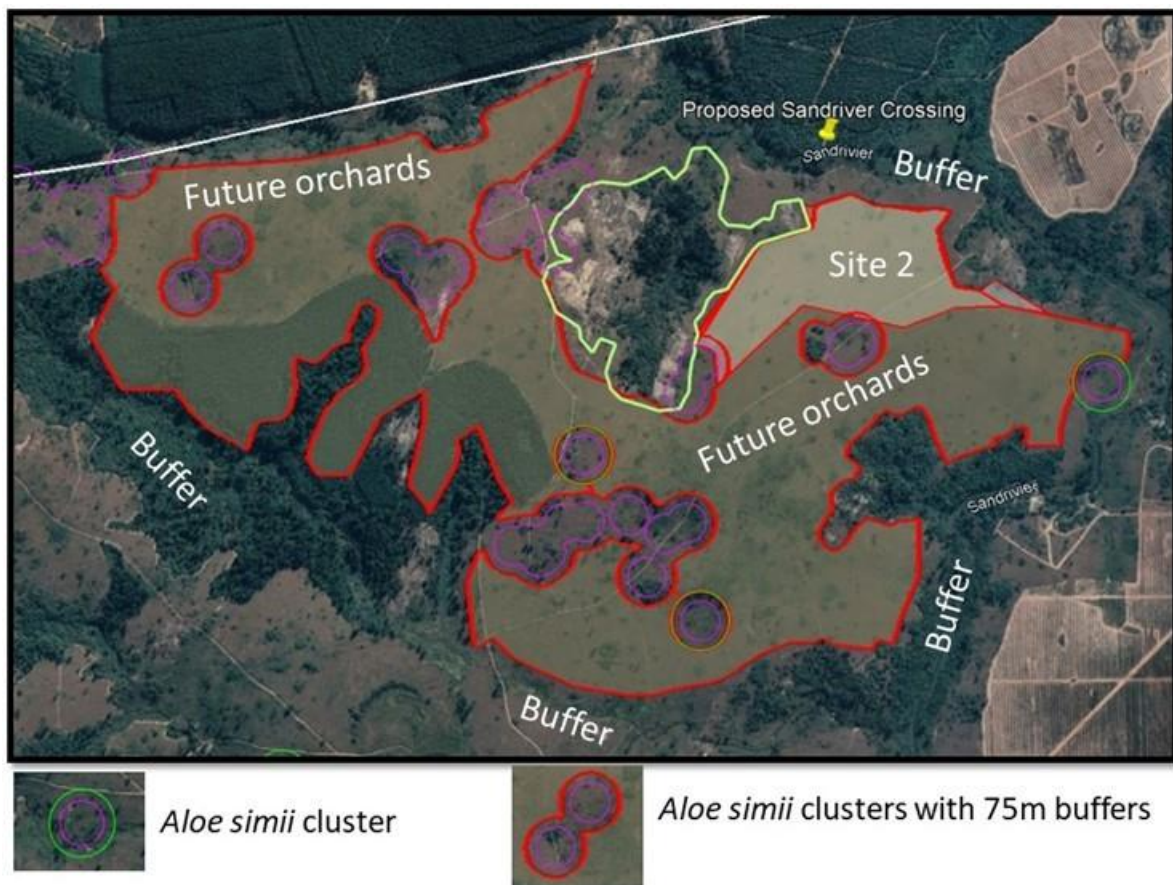 Proposed Sandriver Crossing
Sandrivier
Buffer
Future orchards
Site 2
Future orchards
Buffer
Sandrivier
Buffer
Buffer
Aloe simii cluster
Aloe simii clusters with 75m buffers